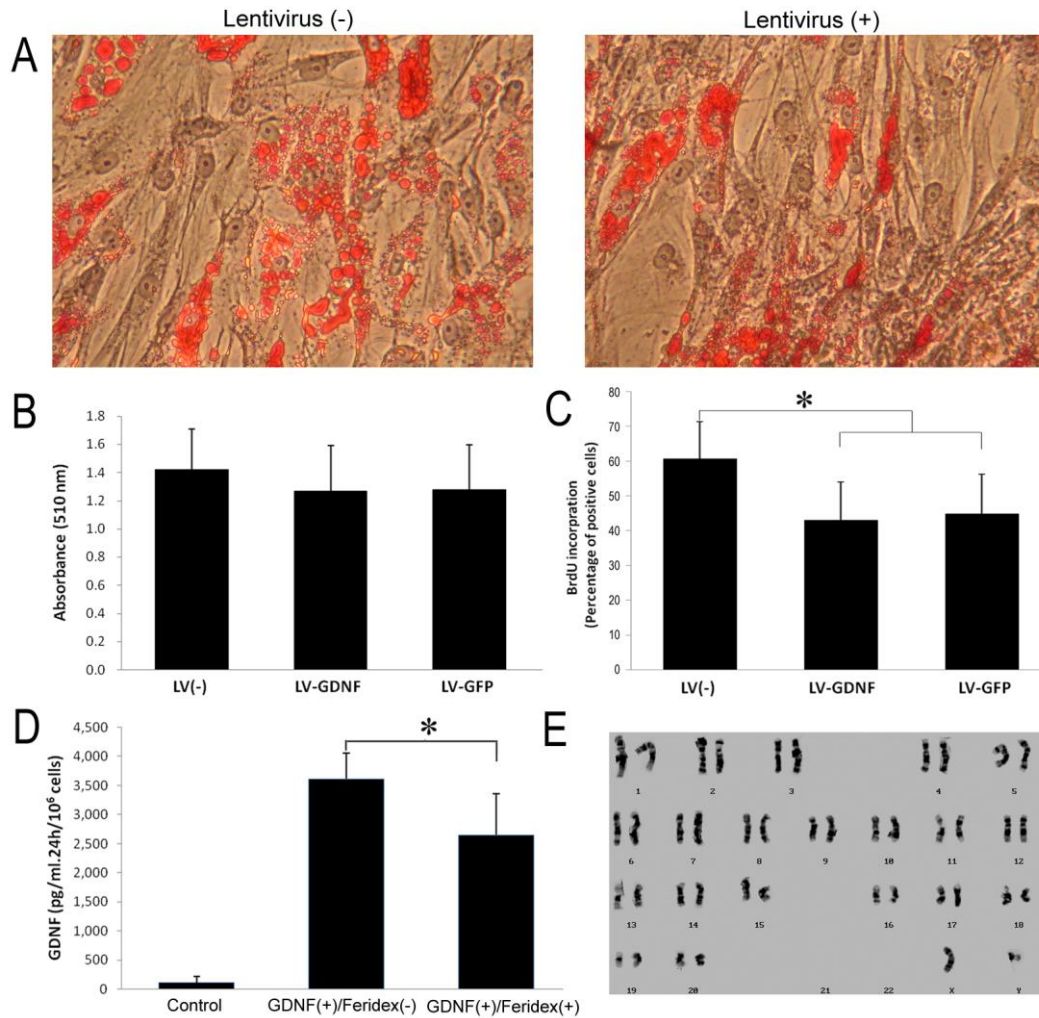 Lentivirus (-)
Lentivirus (+)
A
B
Absorbance (510 nm)
1.8
1.6
1.4
1.2
1.0
0.8
0.6
0.4
0.2
0.0
LV(-)
LV-GDNF
LV-GFP
C
BrdU incorpration
(Percentage of positive cells)
80
70
60
50
40
30
20
10
0
*
LV(-)
LV-GDNF
LV-GFP
D
GDNF (pg/ml.24h/10⁶ cells)
4,500
4,000
3,500
3,000
2,500
2,000
1,500
1,000
500
0
*
Control
GDNF(+)/Feridex(-)
GDNF(+)/Feridex(+)
E
1 2 3 4 5
6 7 8 9 10 11 12
13 14 15 16 17 18
19 20 21 22 X Y